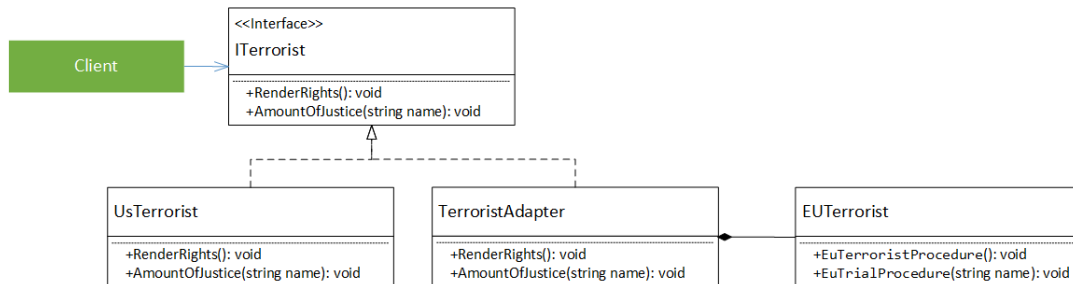 <<Interface>>
ITerrorist
Client
+RenderRights(): void
+AmountOfJustice(string name): void
UsTerrorist
+RenderRights(): void
+AmountOfJustice(string name): void
TerroristAdapter
+RenderRights(): void
+AmountOfJustice(string name): void
EUTerrorist
+EuTerroristProcedure(): void
+EuTrialProcedure(string name): void